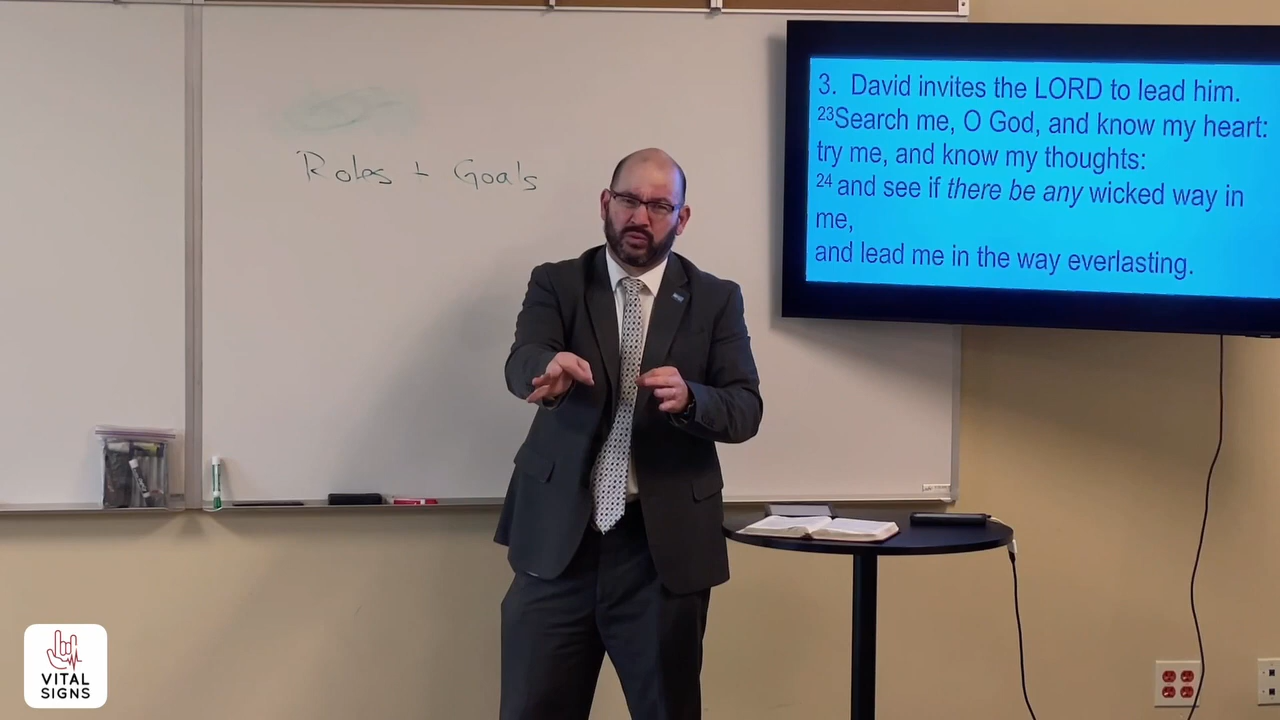 Roles + Goals
3. David invites the LORD to lead him.
23Search me, O God, and know my heart:
try me, and know my thoughts:
24 and see if there be any wicked way in
me,
and lead me in the way everlasting.
VITAL
SIGNS